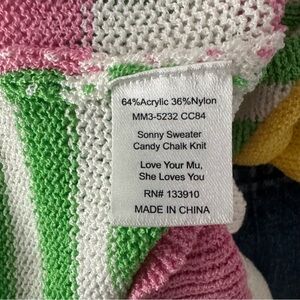 64%Acrylic 36%Nylon
MM3-5232 CC84
Sonny Sweater
Candy Chalk Knit
Love Your Mu,
She Loves You
RN# 133910
MADE IN CHINA